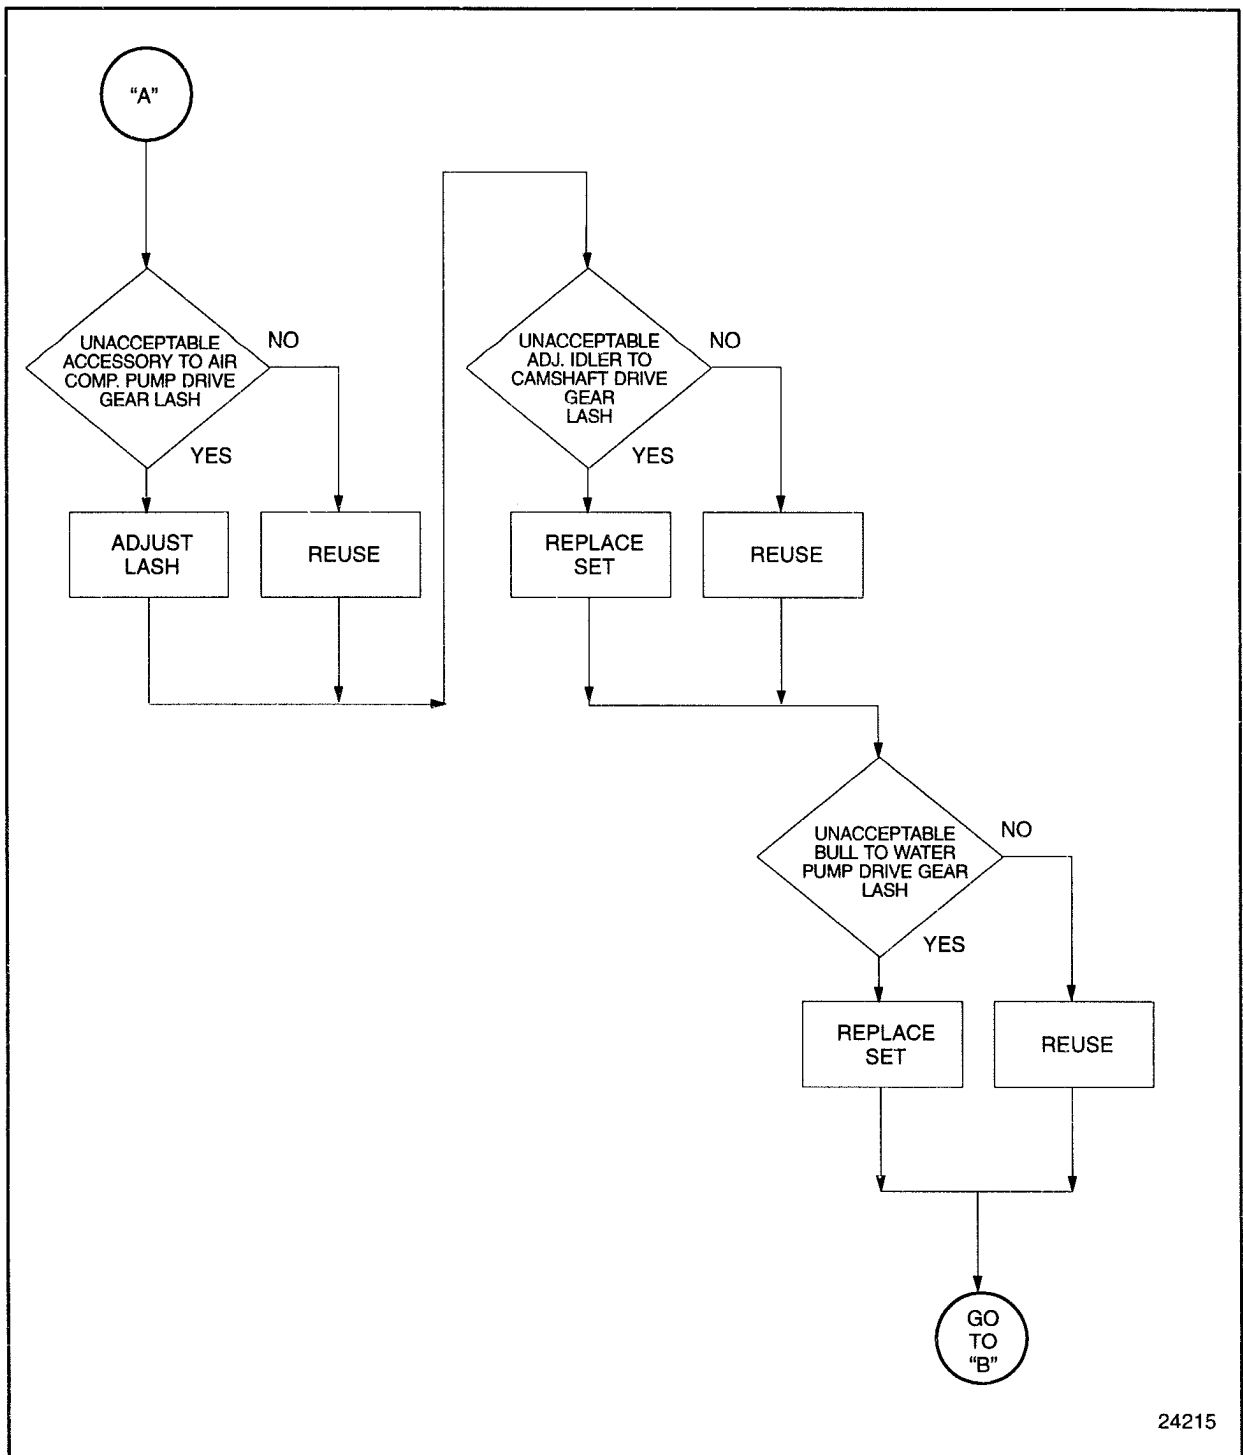 “A”
UNACCEPTABLE
ACCESSORY TO AIR
COMP. PUMP DRIVE
GEAR LASH
NO
YES
ADJUST
LASH
REUSE
UNACCEPTABLE
ADJ. IDLER TO
CAMSHAFT DRIVE
GEAR
LASH
NO
YES
REPLACE
SET
REUSE
UNACCEPTABLE
BULL TO WATER
PUMP DRIVE GEAR
LASH
NO
YES
REPLACE
SET
REUSE
GO
TO
“B”
24215